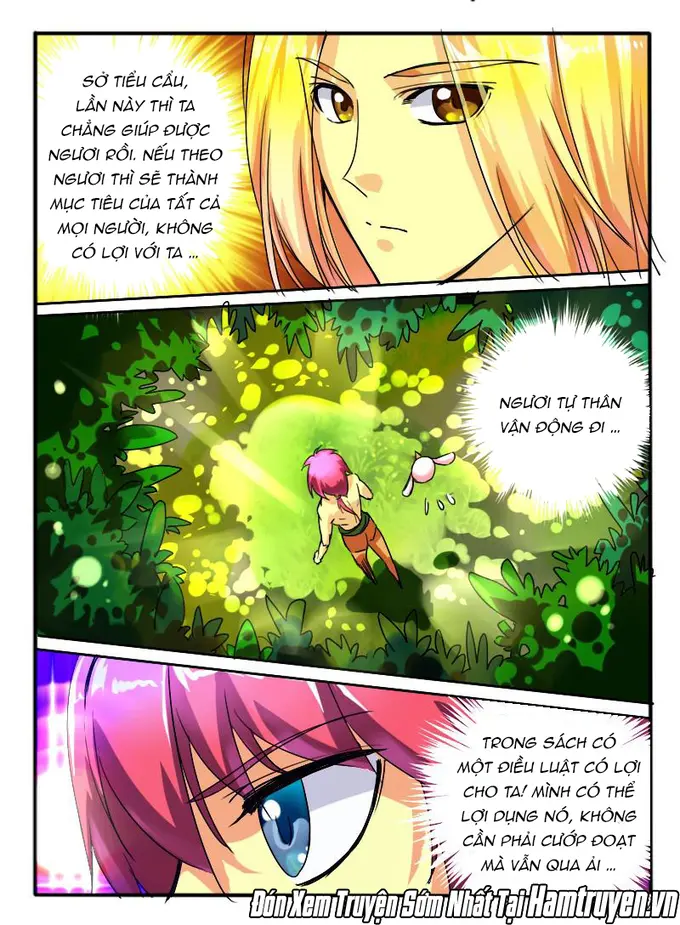 SỞ TIỂU CẨU,
LẦN NÀY THÌ TA
CHẲNG GIÚP ĐƯỢC
NGƯƠI RỒI. NẾU THEO
NGƯƠI THÌ SẼ THÀNH
MỤC TIÊU CỦA TẤT CẢ
MỌI NGƯỜI, KHÔNG
CÓ LỢI VỚI TA ...
NGƯƠI TỰ THÂN
VẬN ĐỘNG ĐI ...
TRONG SÁCH CÓ
MỘT ĐIỀU LUẬT CÓ LỢI
CHO TA! MÌNH CÓ THỂ
LỢI DỤNG NÓ, KHÔNG
CẦN PHẢI CƯỚP ĐOẠT
MÀ VẪN QUA ẢI ...
Đón Xem Truyện Sớm Nhất Tại Hamtruyen.vn